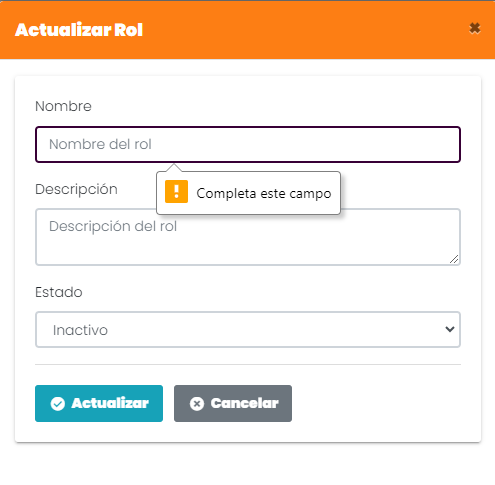 Actualizar Rol
Nombre
Nombre del rol
Completa este campo
Descripción
Descripción del rol
Estado
Inactivo
Actualizar Cancelar